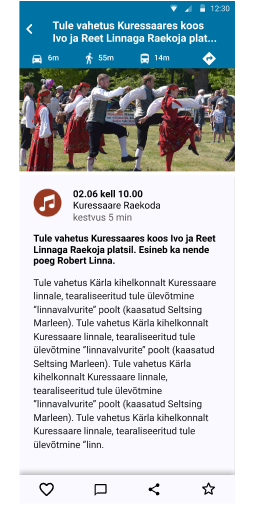 12:30
Tule vahetus Kuressaares koos
Ivo ja Reet Linnaga Raekoja plat...
6m 55m 14m
02.06 kell 10.00
Kuressaare Raekoda
kestvus 5 min
Tule vahetus Kuressaares koos Ivo ja Reet
Linnaga Raekoja platsil. Esineb ka nende
poeg Robert Linna.
Tule vahetus Kärla kihelkonnalt Kuressaare
linnale, tearaliseeritud tule ülevõtmine
“linnavalvurite” poolt (kaasatud Seltsing
Marleen). Tule vahetus Kärla kihelkonnalt
Kuressaare linnale, tearaliseeritud tule
ülevõtmine “linnavalvurite” poolt (kaasatud
Seltsing Marleen). Tule vahetus Kärla
kihelkonnalt Kuressaare linnale,
tearaliseeritud tule ülevõtmine
“linnavalvurite” poolt (kaasatud Seltsing
Marleen). Tule vahetus Kärla kihelkonnalt
Kuressaare linnale, tearaliseeritud tule
ülevõtmine “linn.